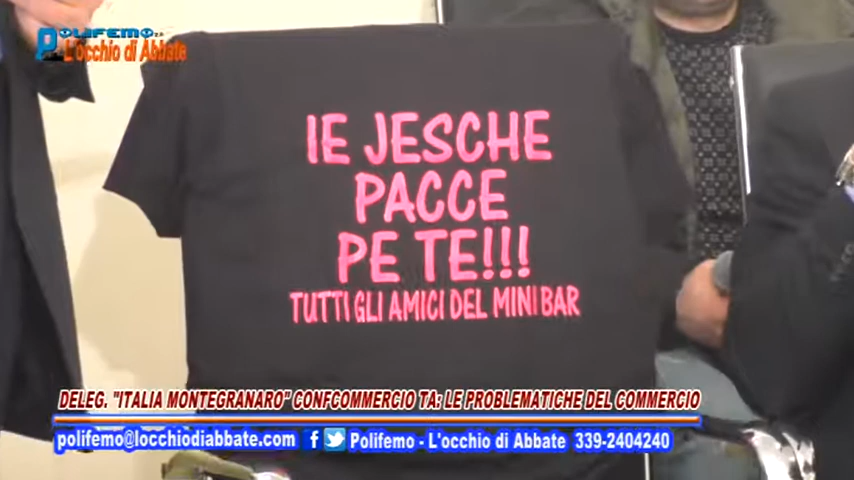 POLIFEMO
L'occhio di Abbate
IE JESCHE
PACCE
PE TE!!!
TUTTI GLI AMICI DEL MINI BAR
DELEG. "ITALIA MONTEGRANARO" CONFCOMMERCIO TA: LE PROBLEMATICHE DEL COMMERCIO
polifemo@locchiodiabbate.com f Polifemo - L'occhio di Abbate 339-2404240